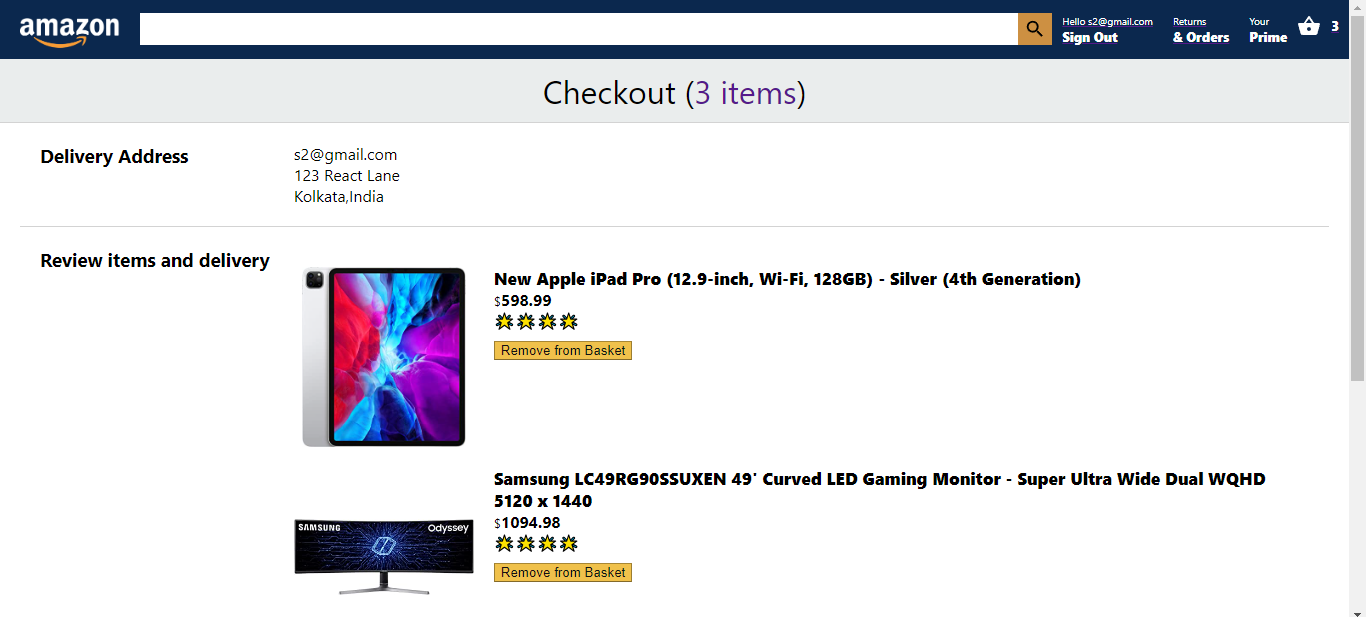 amazon
Hello s2@gmail.com
Sign Out
Returns
& Orders
Your
Prime
3
Checkout (3 items)
Delivery Address
s2@gmail.com
123 React Lane
Kolkata,India
Review items and delivery
New Apple iPad Pro (12.9-inch, Wi-Fi, 128GB) - Silver (4th Generation)
$598.99
Remove from Basket
Samsung LC49RG90SSUXEN 49' Curved LED Gaming Monitor - Super Ultra Wide Dual WQHD
5120 x 1440
$1094.98
SAMSUNG
Odyssey
Remove from Basket